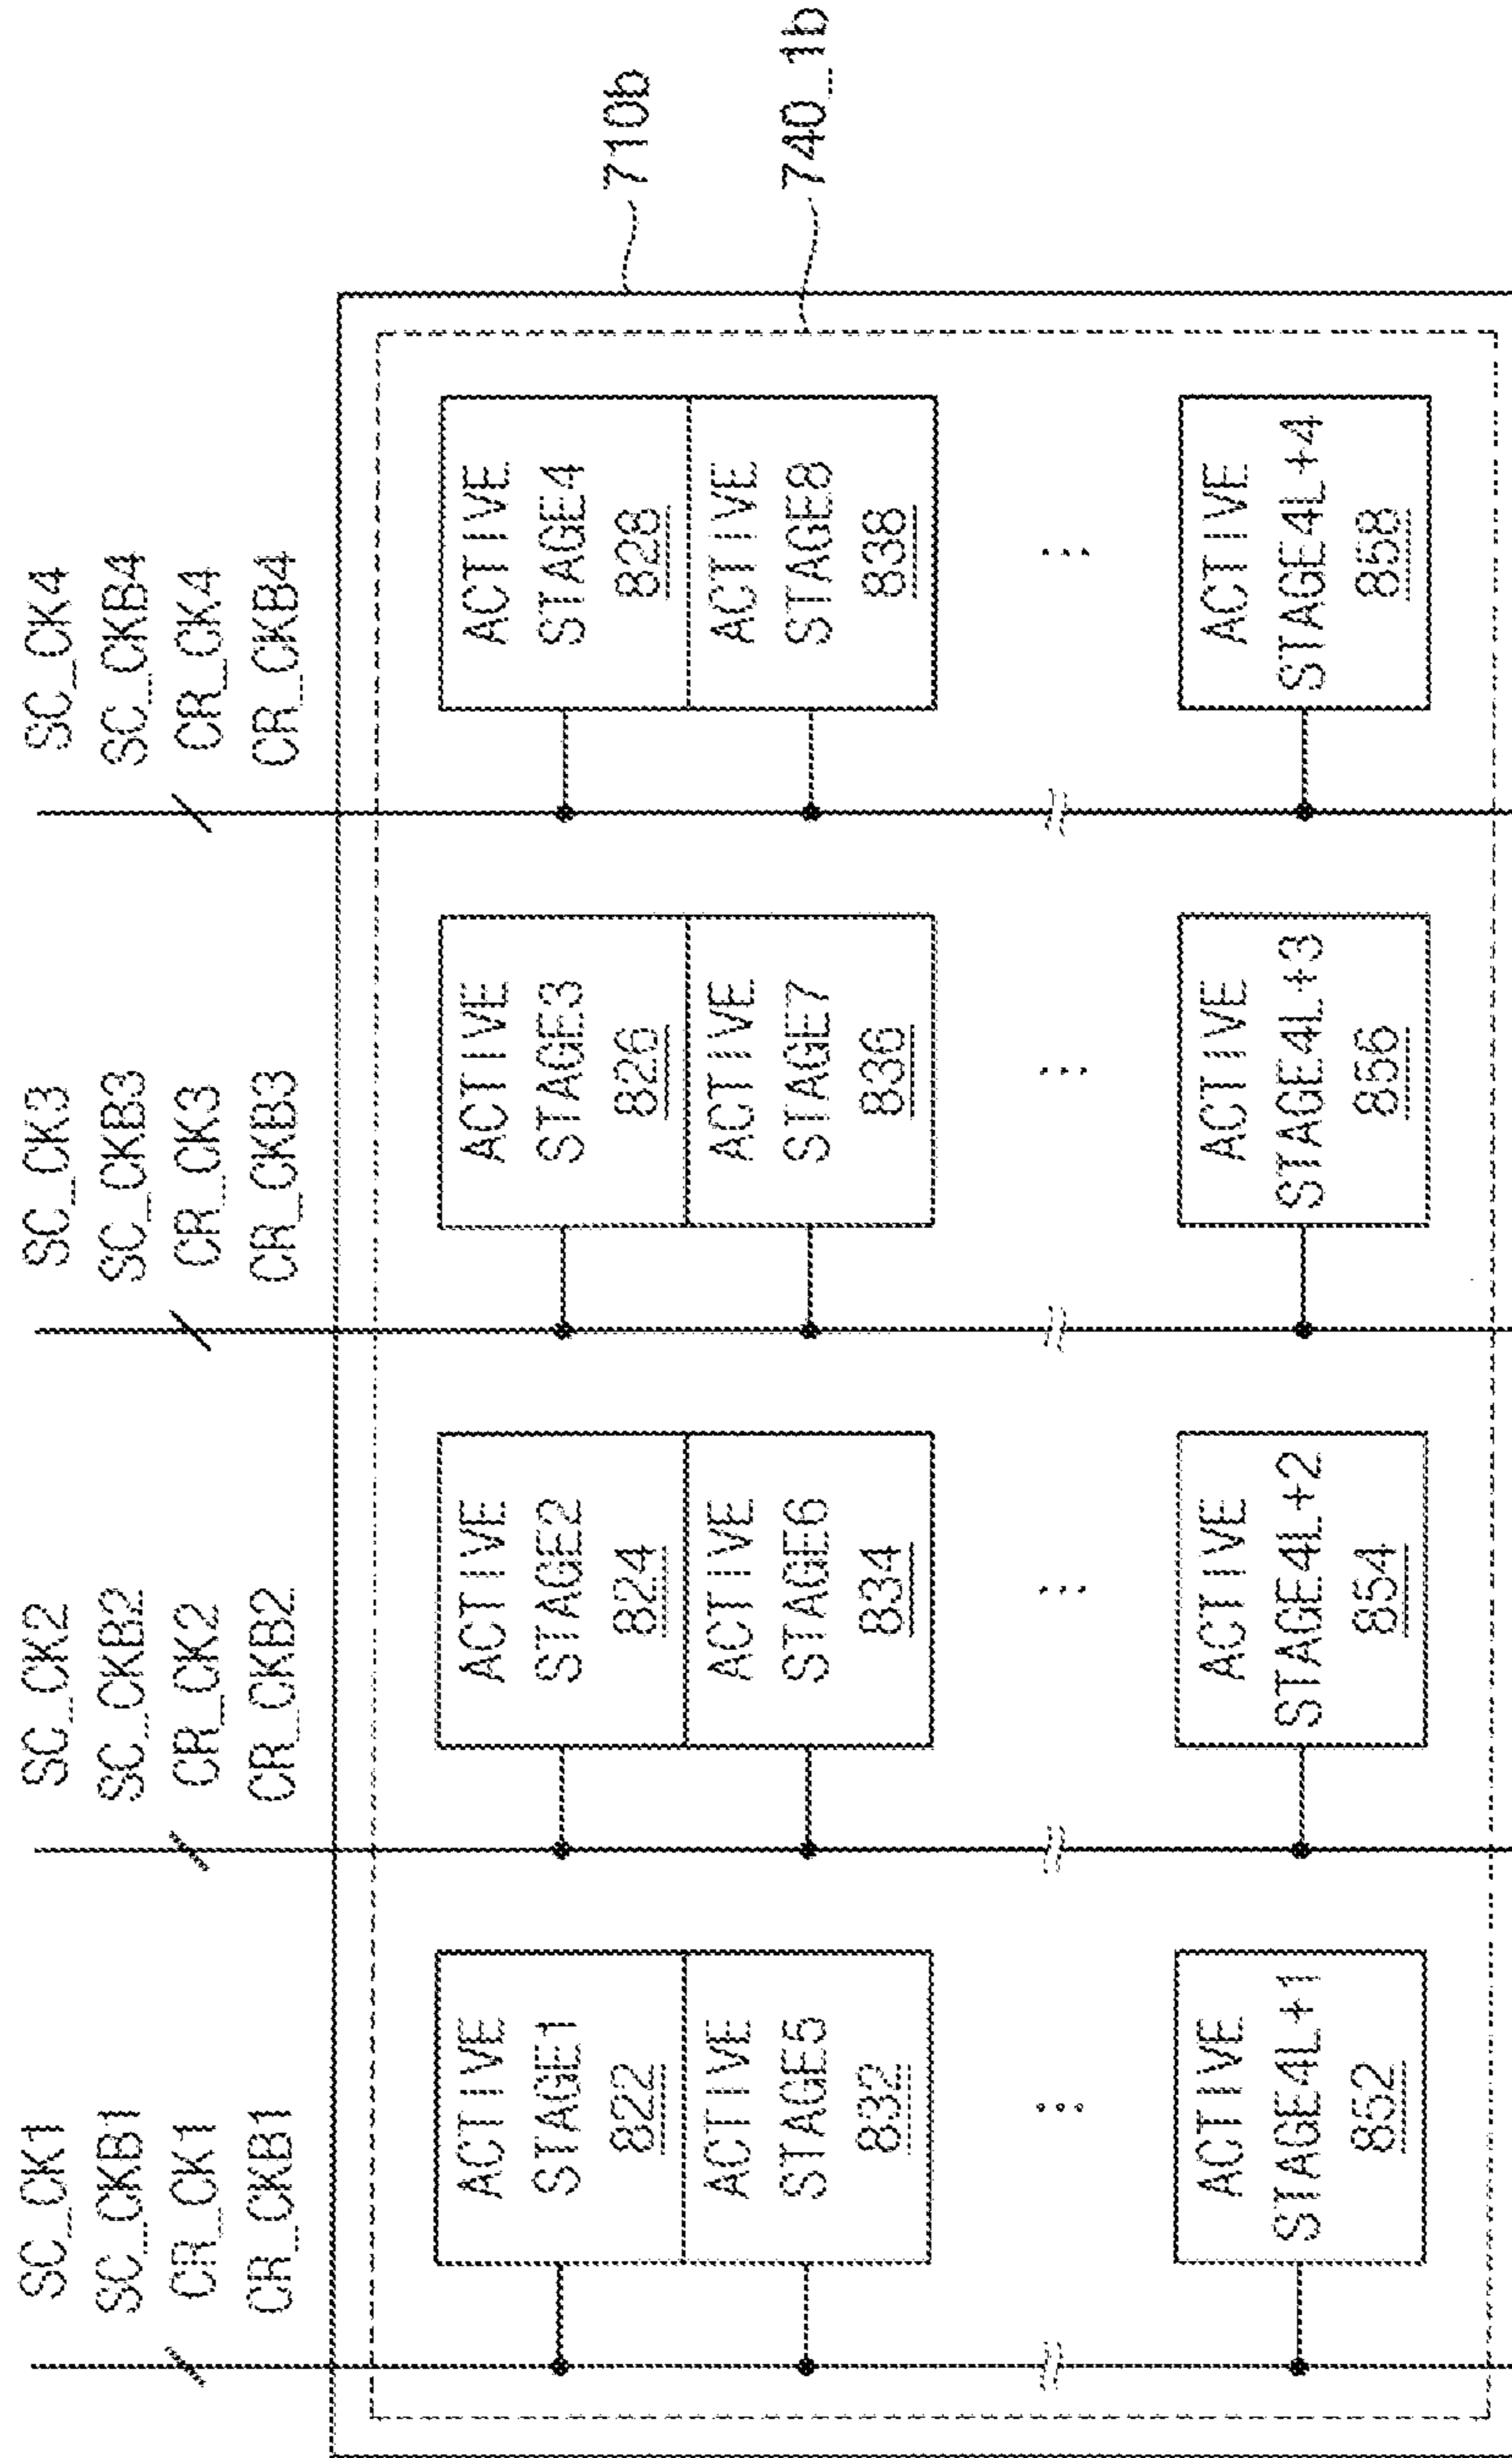 SC_CK1
SC_CKB1
CR_CK1
CR_CKB1
SC_CK2
SC_CKB2
CR_CK2
CR_CKB2
SC_CK3
SC_CKB3
CR_CK3
CR_CKB3
SC_CK4
SC_CKB4
CR_CK4
CR_CKB4
710b
740_1b
ACTIVE
STAGE1
822
ACTIVE
STAGE2
824
ACTIVE
STAGE3
826
ACTIVE
STAGE4
828
ACTIVE
STAGE5
832
ACTIVE
STAGE6
834
ACTIVE
STAGE7
836
ACTIVE
STAGE8
838
ACTIVE
STAGE4L+1
852
ACTIVE
STAGE4L+2
854
ACTIVE
STAGE4L+3
856
ACTIVE
STAGE4L+4
858